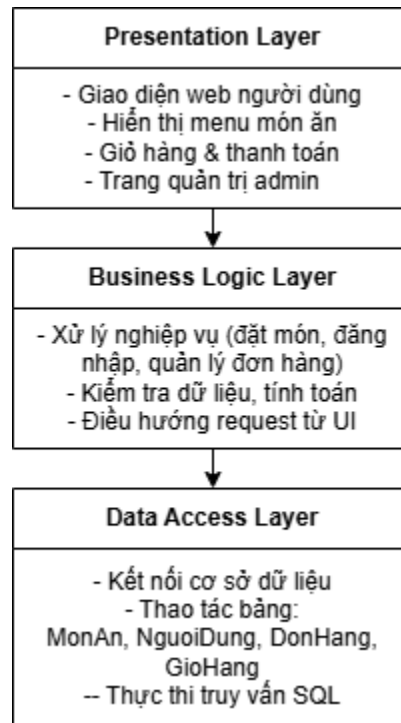 Presentation Layer
- Giao diện web người dùng
- Hiển thị menu món ăn
- Giỏ hàng & thanh toán
- Trang quản trị admin
Business Logic Layer
- Xử lý nghiệp vụ (đặt món, đăng
nhập, quản lý đơn hàng)
- Kiểm tra dữ liệu, tính toán
- Điều hướng request từ UI
Data Access Layer
- Kết nối cơ sở dữ liệu
- Thao tác bảng:
MonAn, NguoiDung, DonHang,
GioHang
-- Thực thi truy vấn SQL